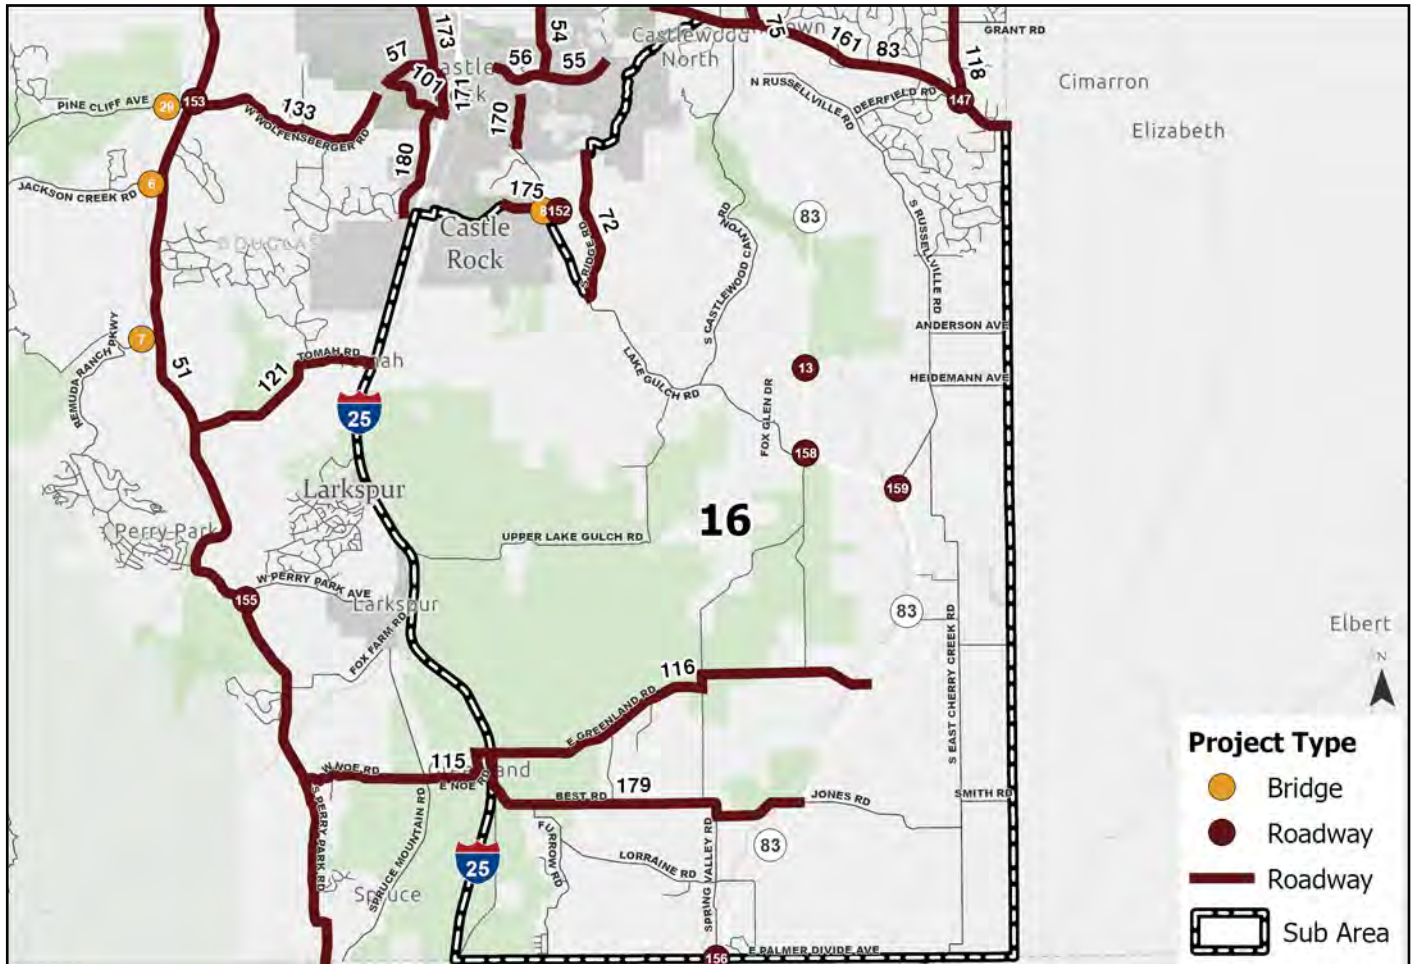 173
54
57
56
55
Castlewood
North
75
161
83
118
GRANT RD
Cimarron
101
171
PINE CLIFF AVE
29
153
133
W WOLFENSBERGER RD
170
N RUSSELLVILLE RD
DEERFIELD RD
147
Elizabeth
180
JACKSON CREEK RD
6
175
8
152
72
S RIDGE RD
Castle
Rock
DOUGLAS
83
S CASTLEWOOD CANYON RD
S RUSSELLVILLE RD
ANDERSON AVE
HEIDEMANN AVE
REMUDA RANCH PKWY
7
51
121
TOMAH RD
25
LAKE GULCH RD
13
FOX GLEN DR
158
159
Larkspur
Perry Park
16
UPPER LAKE GULCH RD
W PERRY PARK AVE
155
Larkspur
FOX FARM RD
83
S EAST CHERRY CREEK RD
Elbert
N
116
E GREENLAND RD
115
W NOE RD
E NOE RD
179
BEST RD
JONES RD
SMITH RD
S PERRY PARK RD
SPRUCE MOUNTAIN RD
25
FURROW RD
LORRAINE RD
SPRING VALLEY RD
83
Spruce
E PALMER DIVIDE AVE
156
Project Type
Bridge
Roadway
Roadway
Sub Area